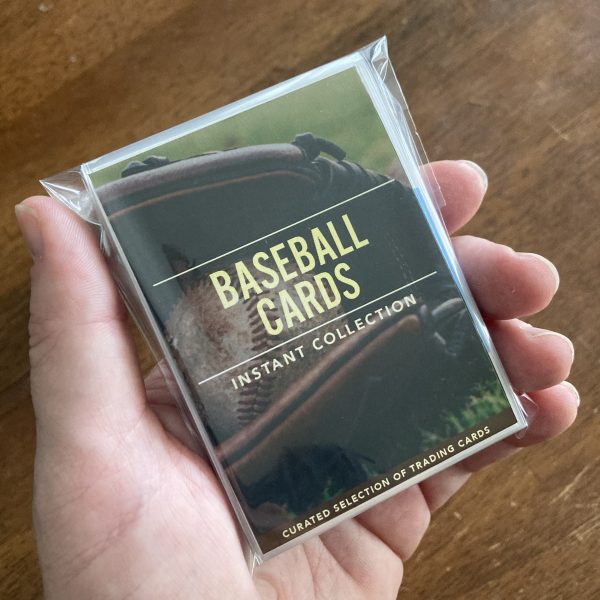 BASEBALL
CARDS
INSTANT COLLECTION
CURATED SELECTION OF TRADING CARDS